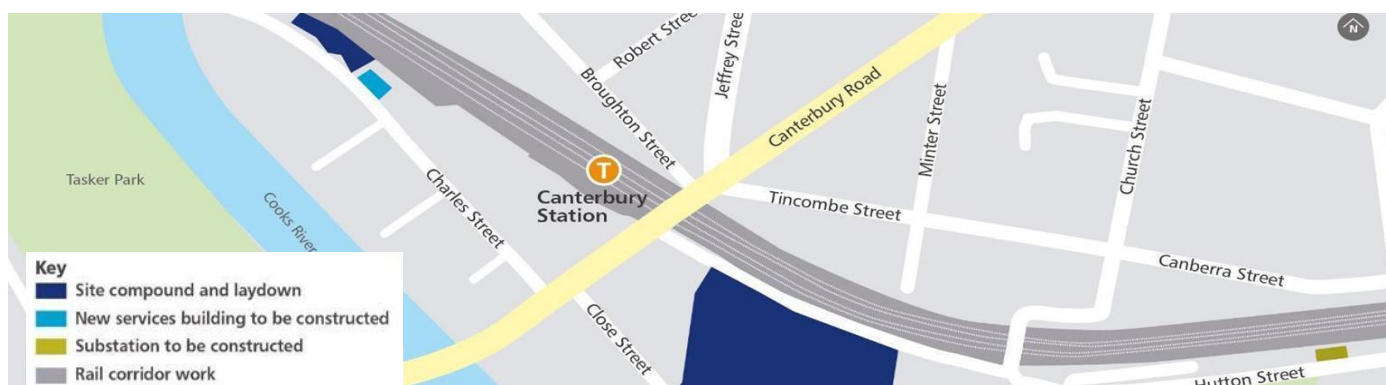 N
Robert Stree
Jeffrey Street
Broughton Street
Canterbury Road
Minter Street
Church Street
Tasker Park
T
Canterbury
Station
Charles Street
Cooks River
Tincombe Street
Canberra Street
Close Street
Hutton Street
Key
Site compound and laydown
New services building to be constructed
Substation to be constructed
Rail corridor work